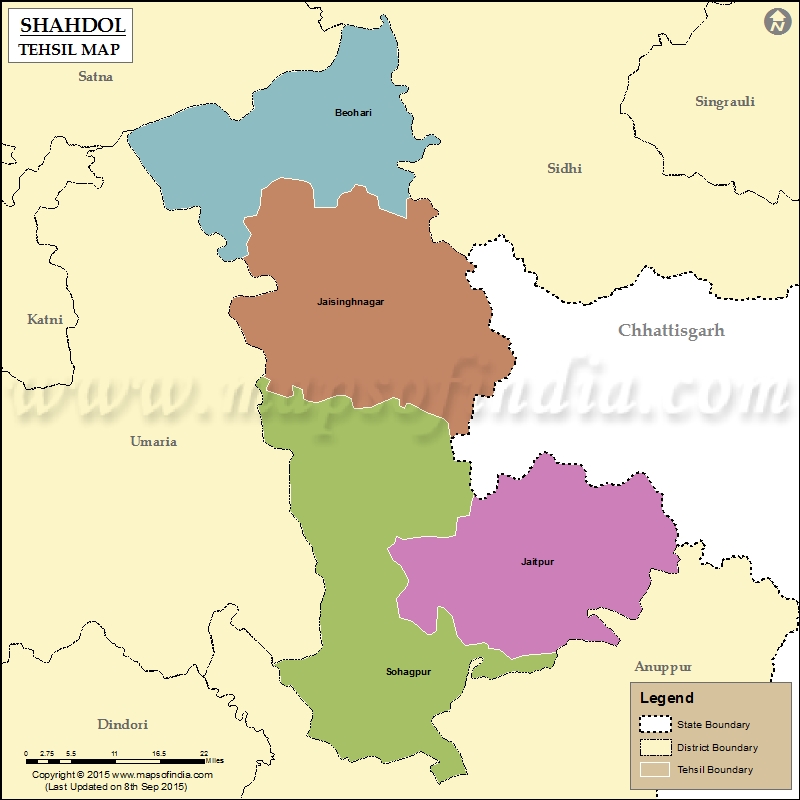 SHAHDOL
TEHSIL MAP
N
Satna
Beohari
Singrauli
Sidhi
Jaisinghnagar
Katni
Chhattisgarh
www.mapsofindia.com
Umaria
Jaitpur
Sohagpur
Anuppur
Dindori
Legend
State Boundary
District Boundary
Tehsil Boundary
0 2.75 5.5 11 16.5 22
Miles
Copyright © 2015 www.mapsofindia.com
(Last Updated on 8th Sep 2015)